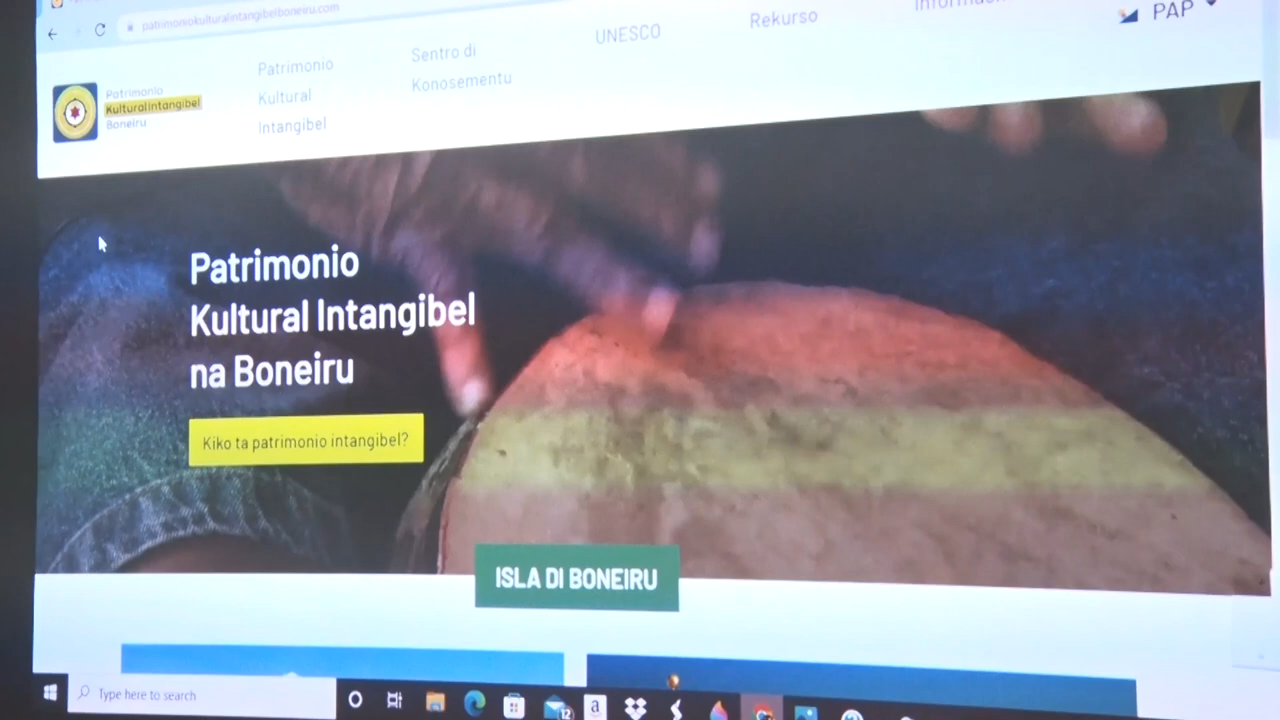 patrimoniokulturalintangibelboneiru.com
Patrimonio
Kulturalintangibel
Boneiru
Patrimonio
Kultural
Intangibel
Sentro di
Konosementu
UNESCO
Rekurso
PAP
Patrimonio
Kultural Intangibel
na Boneiru
Kiko ta patrimonio intangibel?
ISLA DI BONEIRU
Type here to search
12
a